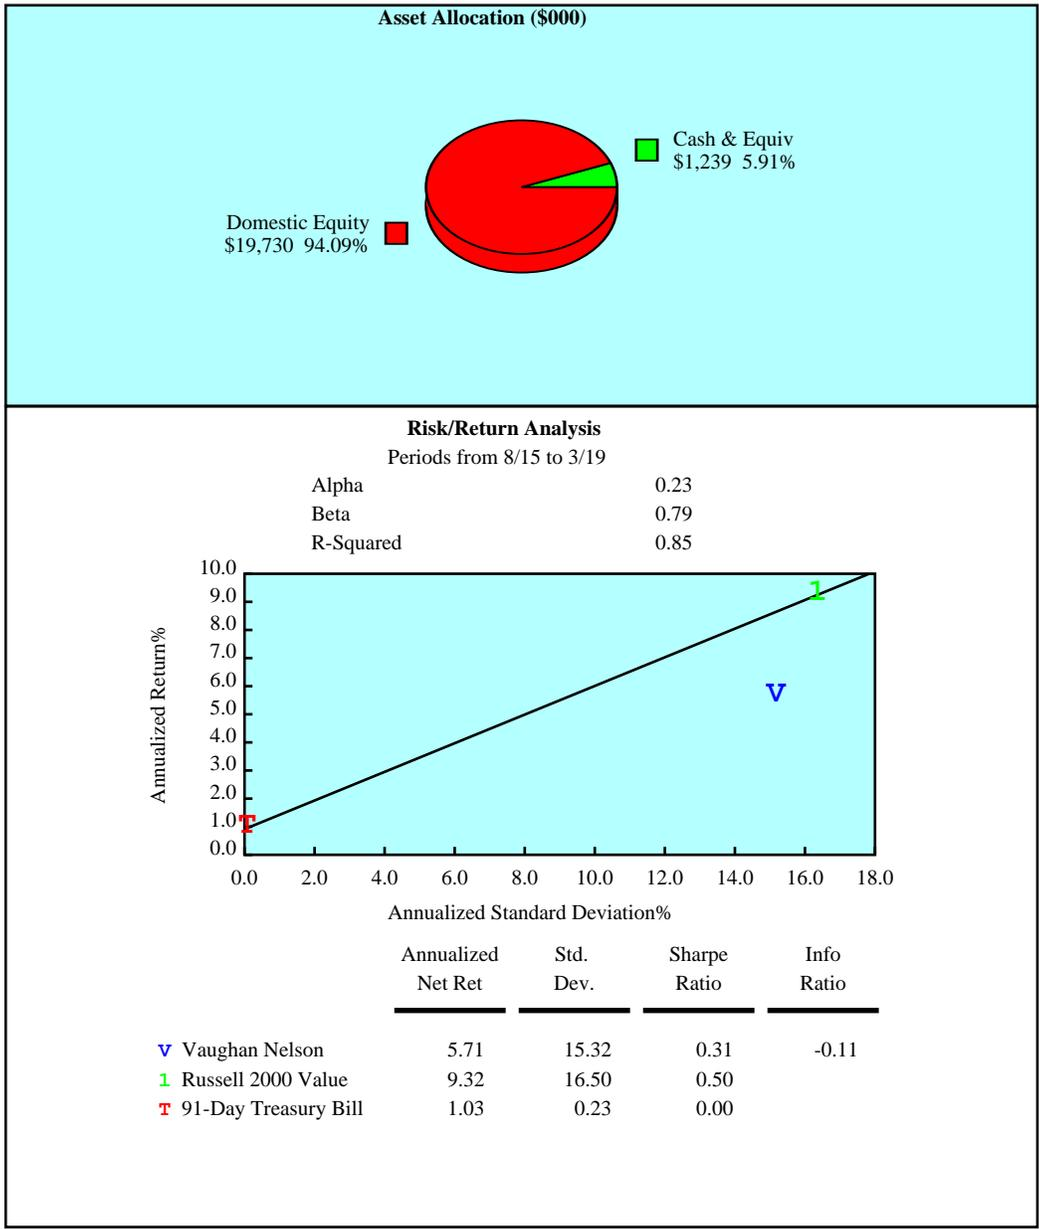 Asset Allocation ($000)
Cash & Equiv
$1,239 5.91%
Domestic Equity
$19,730 94.09%
Risk/Return Analysis
Periods from 8/15 to 3/19
Alpha 0.23
Beta 0.79
R-Squared 0.85
10.0
9.0
8.0
7.0
6.0
5.0
4.0
3.0
2.0
1.0
0.0
Annualized Return%
1
V
T
0.0 2.0 4.0 6.0 8.0 10.0 12.0 14.0 16.0 18.0
Annualized Standard Deviation%
Annualized Std. Sharpe Info
Net Ret Dev. Ratio Ratio
V Vaughan Nelson 5.71 15.32 0.31 -0.11
1 Russell 2000 Value 9.32 16.50 0.50
T 91-Day Treasury Bill 1.03 0.23 0.00